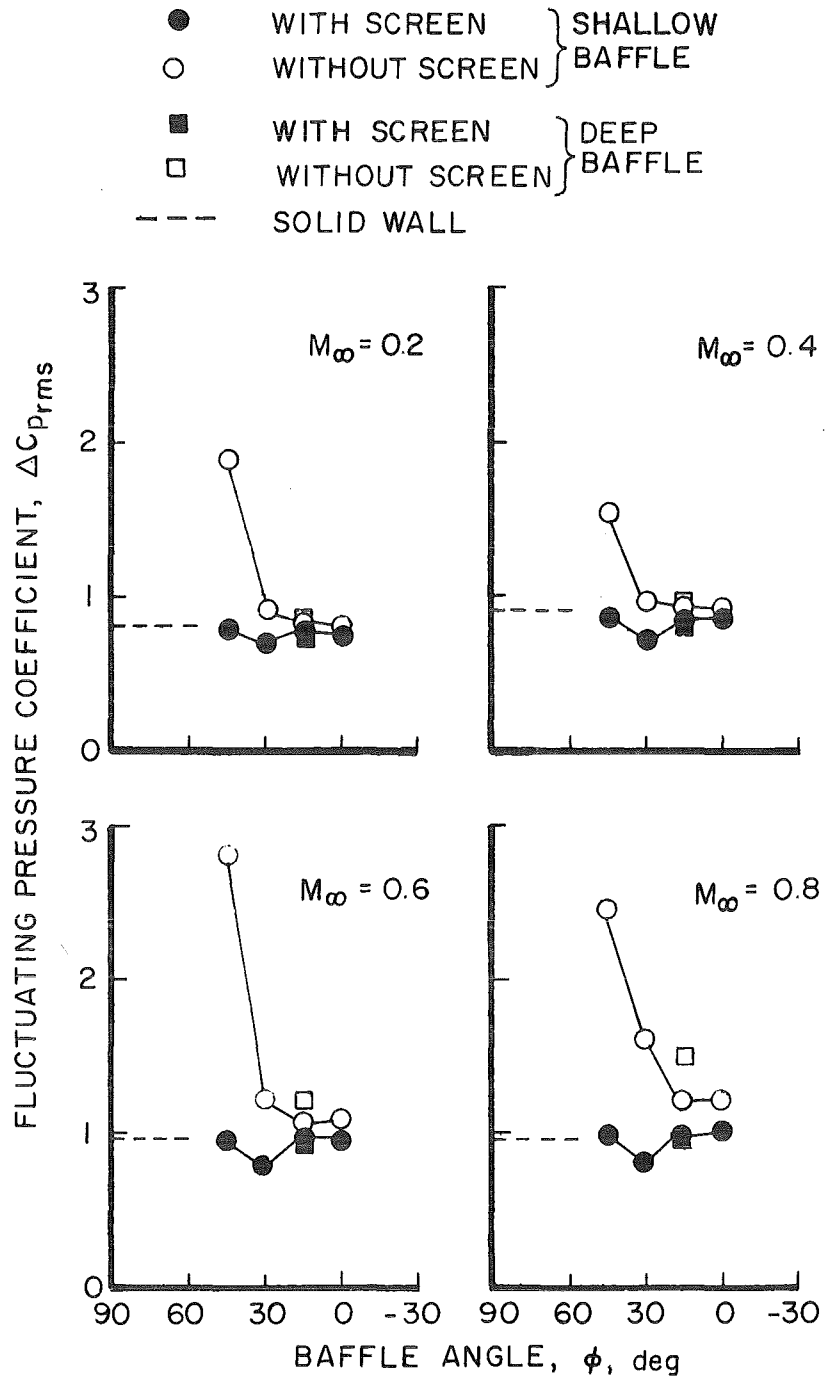 WITH SCREEN
WITHOUT SCREEN
SHALLOW
BAFFLE
WITH SCREEN
WITHOUT SCREEN
DEEP
BAFFLE
SOLID WALL
FLUCTUATING PRESSURE COEFFICIENT, ΔCprms
3
2
1
0
M∞ = 0.2
M∞ = 0.4
3
2
1
0
M∞ = 0.6
M∞ = 0.8
90 60 30 0 -30
90 60 30 0 -30
BAFFLE ANGLE, φ, deg